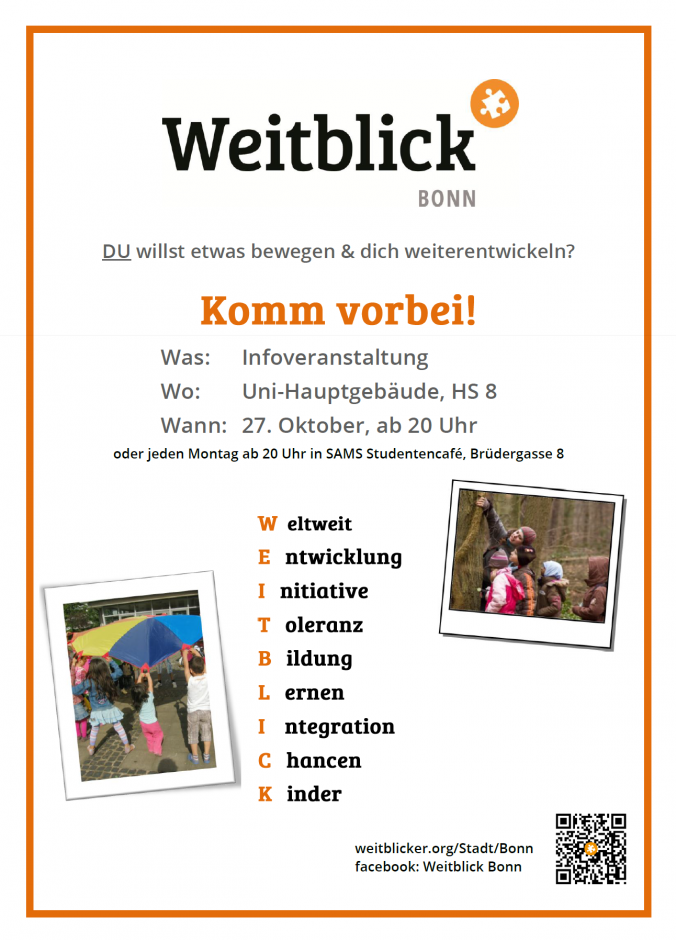 Weitblick
BONN
DU willst etwas bewegen & dich weiterentwickeln?
Komm vorbei!
Was: Infoveranstaltung
Wo: Uni-Hauptgebäude, HS 8
Wann: 27. Oktober, ab 20 Uhr
oder jeden Montag ab 20 Uhr in SAMS Studentencafé, Brüdergasse 8
W eltweit
E ntwicklung
I nitiative
T oleranz
B ildung
L ernen
I ntegration
C hancen
K inder
weitblicker.org/Stadt/Bonn
facebook: Weitblick Bonn